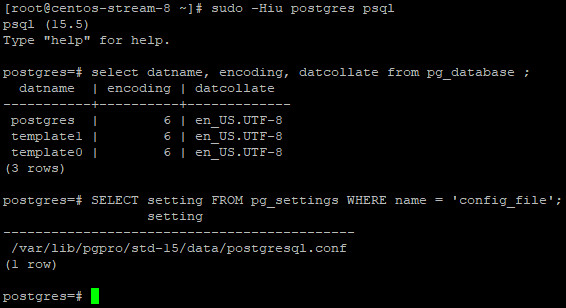 [root@centos-stream-8 ~]# sudo -Hiu postgres psql
psql (15.5)
Type "help" for help.
postgres=# select datname, encoding, datcollate from pg_database ;
  datname  | encoding | datcollate
-----------+----------+-------------
 postgres  |        6 | en_US.UTF-8
 template1 |        6 | en_US.UTF-8
 template0 |        6 | en_US.UTF-8
(3 rows)
postgres=# SELECT setting FROM pg_settings WHERE name = 'config_file';
                  setting
--------------------------------------------
 /var/lib/pgpro/std-15/data/postgresql.conf
(1 row)
postgres=#